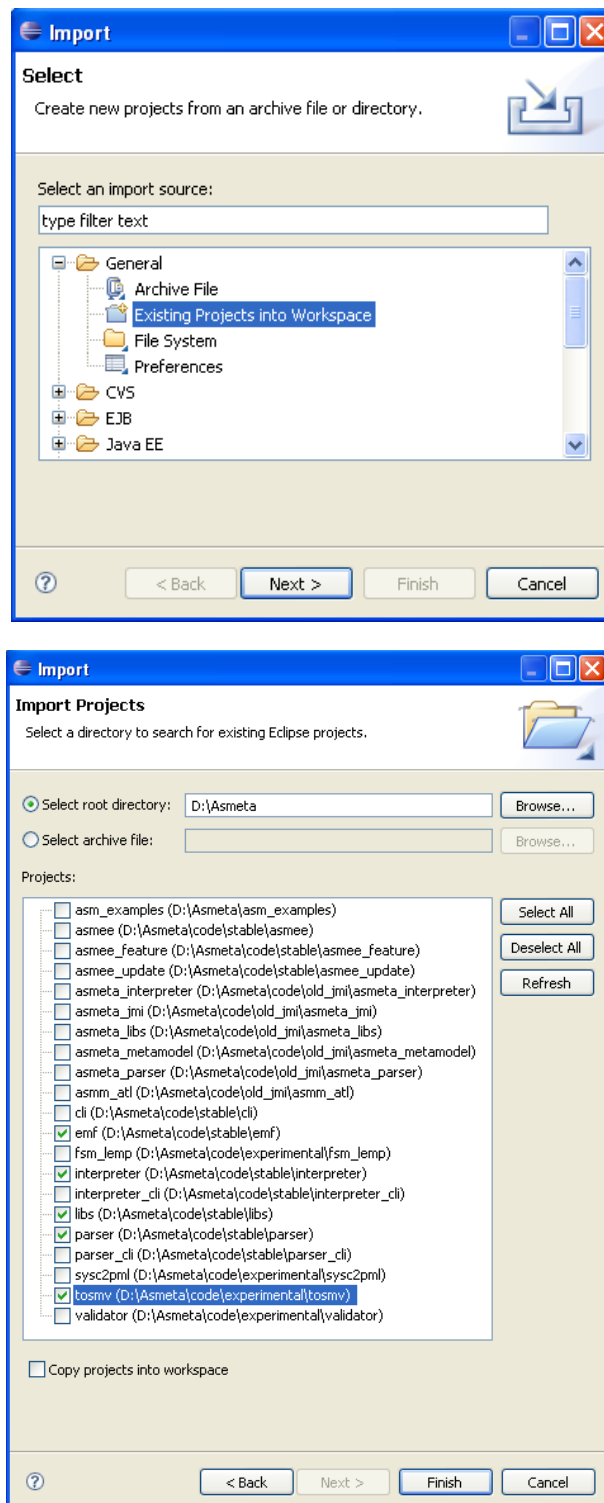 Import
Select
Create new projects from an archive file or directory.
Select an import source:
type filter text
General
Archive File
Existing Projects into Workspace
File System
Preferences
CVS
EJB
Java EE
? < Back Next > Finish Cancel
Import
Import Projects
Select a directory to search for existing Eclipse projects.
Select root directory: D:\Asmeta Browse...
Select archive file: Browse...
Projects:
asm_examples (D:\Asmeta\asm_examples)
asmee (D:\Asmeta\code\stable\asmee)
asmee_feature (D:\Asmeta\code\stable\asmee_feature)
asmee_update (D:\Asmeta\code\stable\asmee_update)
asmeta_interpreter (D:\Asmeta\code\old_jmi\asmeta_interpreter)
asmeta_jmi (D:\Asmeta\code\old_jmi\asmeta_jmi)
asmeta_libs (D:\Asmeta\code\old_jmi\asmeta_libs)
asmeta_metamodel (D:\Asmeta\code\old_jmi\asmeta_metamodel)
asmeta_parser (D:\Asmeta\code\old_jmi\asmeta_parser)
asmm_atl (D:\Asmeta\code\old_jmi\asmm_atl)
cli (D:\Asmeta\code\stable\cli)
emf (D:\Asmeta\code\stable\emf)
fsm_lemp (D:\Asmeta\code\experimental\fsm_lemp)
interpreter (D:\Asmeta\code\stable\interpreter)
interpreter_cli (D:\Asmeta\code\stable\interpreter_cli)
libs (D:\Asmeta\code\stable\libs)
parser (D:\Asmeta\code\stable\parser)
parser_cli (D:\Asmeta\code\stable\parser_cli)
sysc2pml (D:\Asmeta\code\experimental\sysc2pml)
tosmv (D:\Asmeta\code\experimental\tosmv)
validator (D:\Asmeta\code\experimental\validator)
Select All
Deselect All
Refresh
Copy projects into workspace
? < Back Next > Finish Cancel